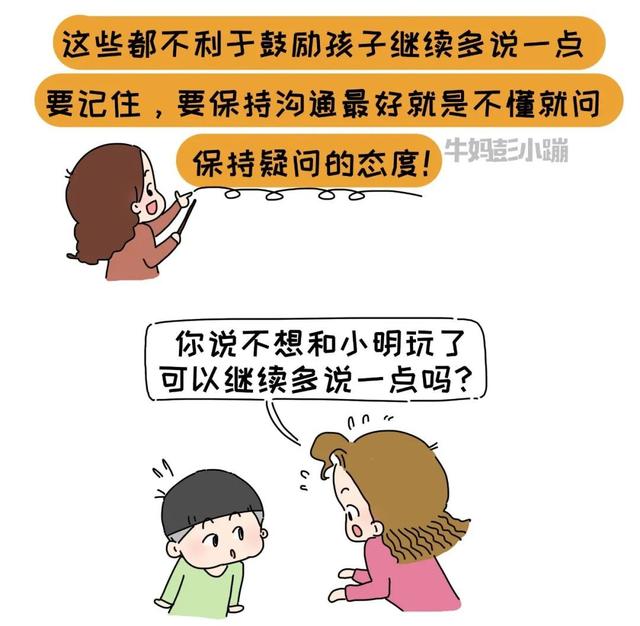 这些都不利于鼓励孩子继续多说一点
要记住，要保持沟通最好就是不懂就问
保持疑问的态度!
牛妈彭小蹦
你说不想和小明玩了
可以继续多说一点吗?